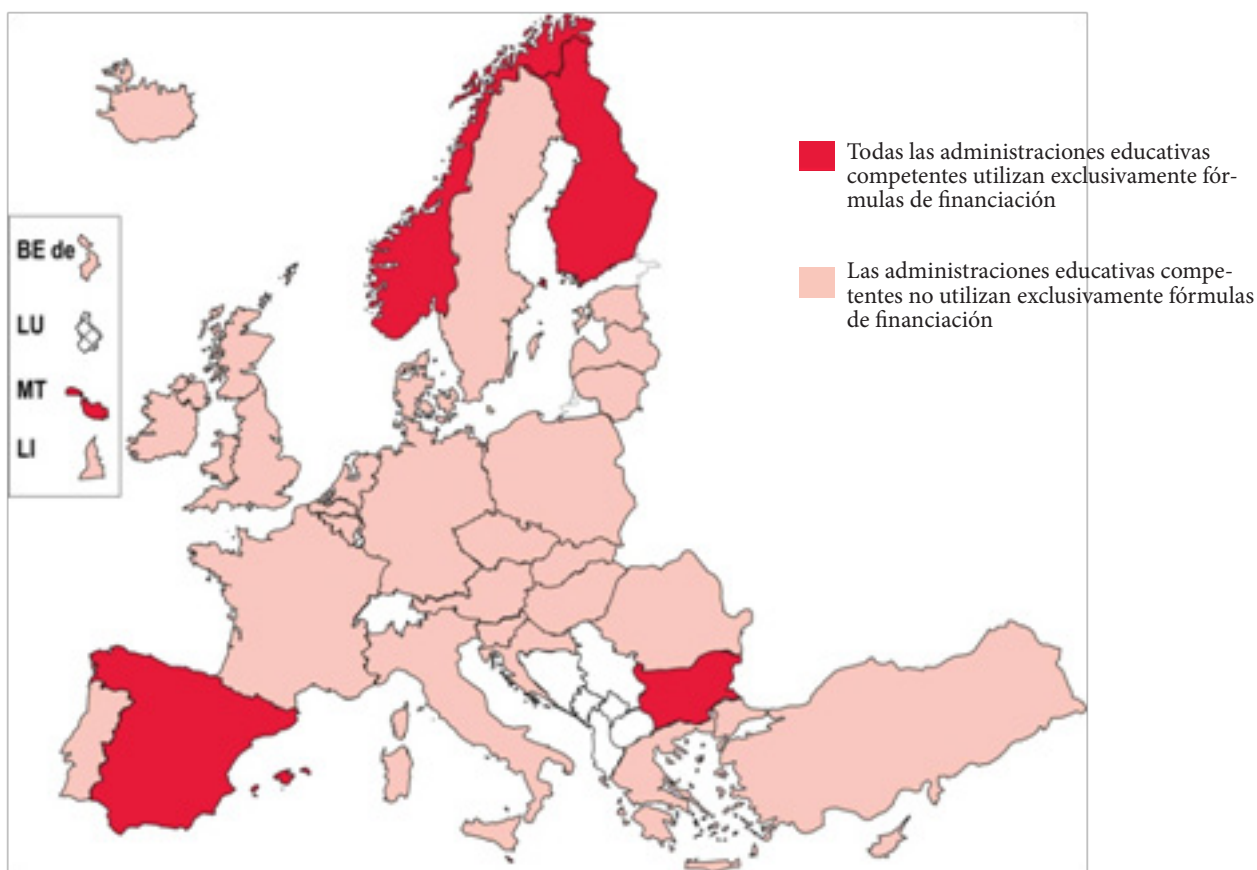 BE de
LU
MT
LI
Todas las administraciones educativas
competentes utilizan exclusivamente fór-
mulas de financiación
Las administraciones educativas compe-
tentes no utilizan exclusivamente fórmulas
de financiación